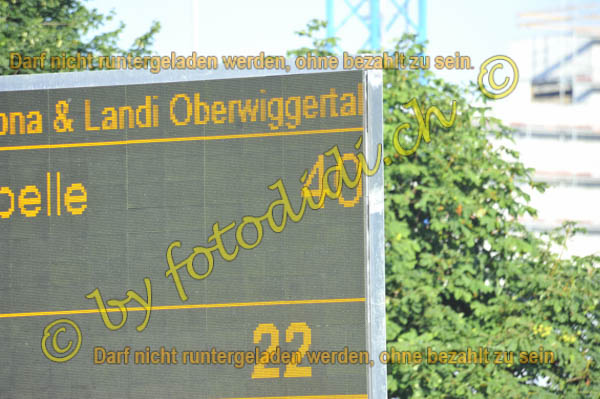 Darf nicht runtergeladen werden, ohne bezahlt zu sein.
& Landi Oberwiggertal
belle
© by fotodidi.ch ©
22
Darf nicht runtergeladen werden, ohne bezahlt zu sein